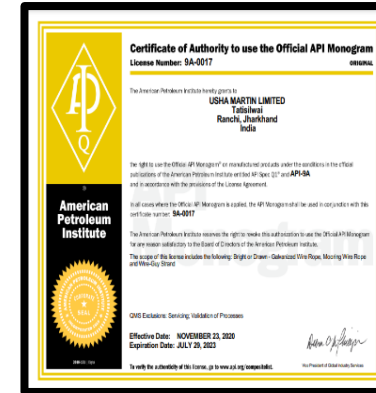 Certificate of Authority to use the Official API Monogram
License Number: 9A-0017
ORIGINAL
The American Petroleum Institute hereby grants to
USHA MARTIN LIMITED
Tatisilwai
Ranchi, Jharkhand
India
the right to use the Official API Monogram® on manufactured products under the conditions in the official
publications of the American Petroleum Institute entitled API Spec Q1® and API-9A
and in accordance with the provisions of the License Agreement.
American
Petroleum
Institute
In all cases where the Official API Monogram is applied, the API Monogram shall be used in conjunction with this
certificate number: 9A-0017
The American Petroleum Institute reserves the right to revoke this authorization to use the Official API Monogram
for any reason satisfactory to the Board of Directors of the American Petroleum Institute.
The scope of this license includes the following: Bright or Drawn - Galvanized Wire Rope, Mooring Wire Rope
and Wire-Guy Strand
QMS Exclusions: Servicing; Validation of Processes
Effective Date: NOVEMBER 23, 2020
Expiration Date: JULY 29, 2023
To verify the authenticity of this license, go to www.api.org/compositelist.
Vice President of Global Industry Services